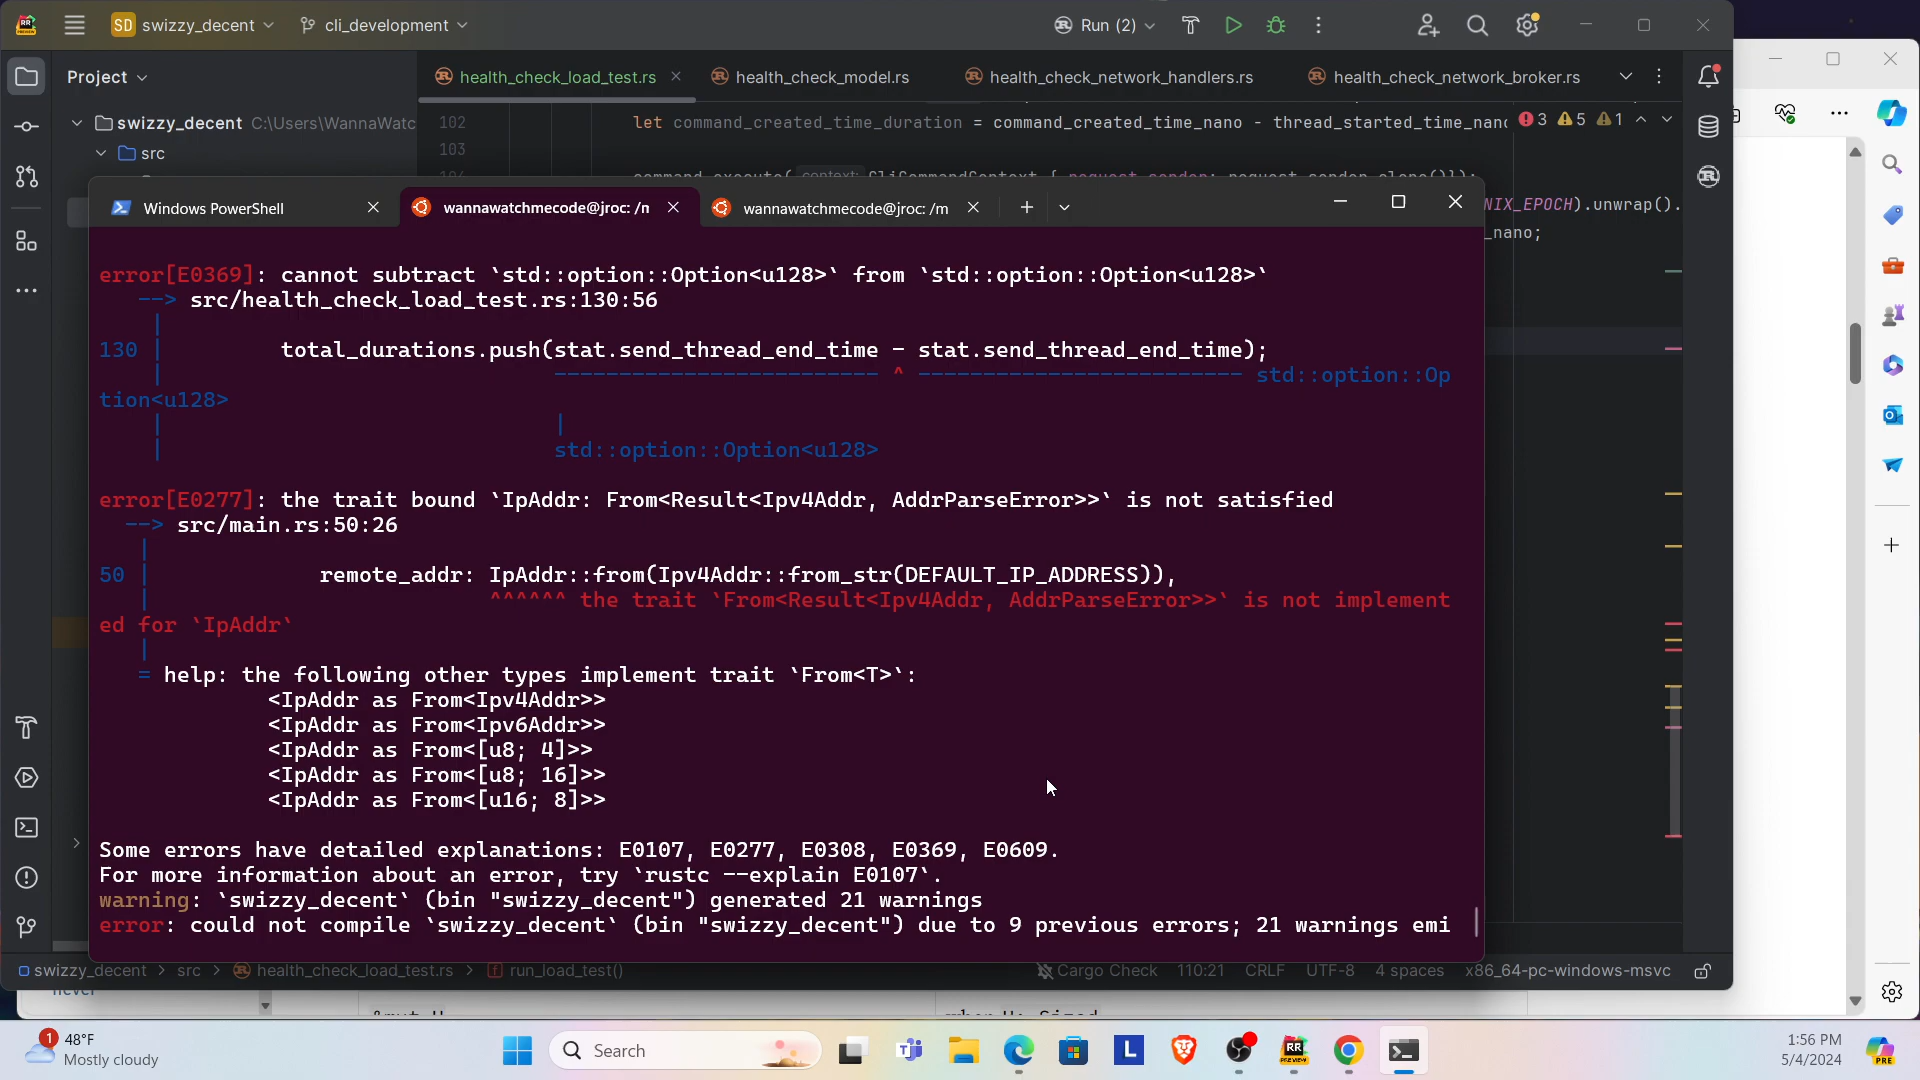 SD swizzy_decent
cli_development
Run (2)
Project
health_check_load_test.rs
health_check_model.rs
health_check_network_handlers.rs
health_check_network_broker.rs
swizzy_decent C:\Users\WannaWatc
src
102 let command_created_time_duration = command_created_time_nano - thread_started_time_nano
3 5 1
103
NIX_EPOCH).unwrap().
_nano;
Windows PowerShell
wannawatchmecode@jroc: /n
wannawatchmecode@jroc: /m
error[E0369]: cannot subtract `std::option::Option<u128>` from `std::option::Option<u128>`
--> src/health_check_load_test.rs:130:56
|
130 | total_durations.push(stat.send_thread_end_time - stat.send_thread_end_time);
| ------------------------- ^ ------------------------- std::option::Op
tion<u128>
| |
| std::option::Option<u128>
error[E0277]: the trait bound `IpAddr: From<Result<Ipv4Addr, AddrParseError>>` is not satisfied
--> src/main.rs:50:26
|
50 | remote_addr: IpAddr::from(Ipv4Addr::from_str(DEFAULT_IP_ADDRESS)),
| ^^^^^^ the trait `From<Result<Ipv4Addr, AddrParseError>>` is not implement
ed for `IpAddr`
|
= help: the following other types implement trait `From<T>`:
<IpAddr as From<Ipv4Addr>>
<IpAddr as From<Ipv6Addr>>
<IpAddr as From<[u8; 4]>>
<IpAddr as From<[u8; 16]>>
<IpAddr as From<[u16; 8]>>
Some errors have detailed explanations: E0107, E0277, E0308, E0369, E0609.
For more information about an error, try `rustc --explain E0107`.
warning: `swizzy_decent` (bin "swizzy_decent") generated 21 warnings
error: could not compile `swizzy_decent` (bin "swizzy_decent") due to 9 previous errors; 21 warnings emi
swizzy_decent > src > health_check_load_test.rs > run_load_test()
Cargo Check 110:21 CRLF UTF-8 4 spaces x86_64-pc-windows-msvc
1 48°F
Mostly cloudy
Search
1:56 PM
5/4/2024